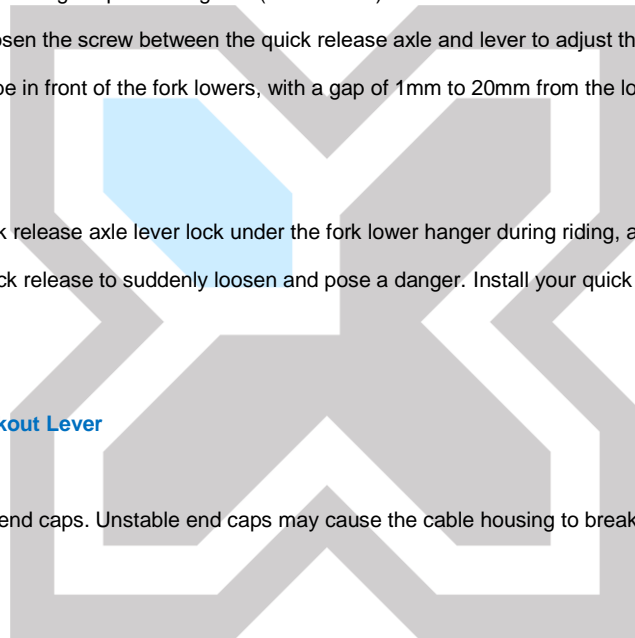 osen the screw between the quick release axle and lever to adjust th
be in front of the fork lowers, with a gap of 1mm to 20mm from the lo
k release axle lever lock under the fork lower hanger during riding, a
ck release to suddenly loosen and pose a danger. Install your quick
kout Lever
end caps. Unstable end caps may cause the cable housing to break